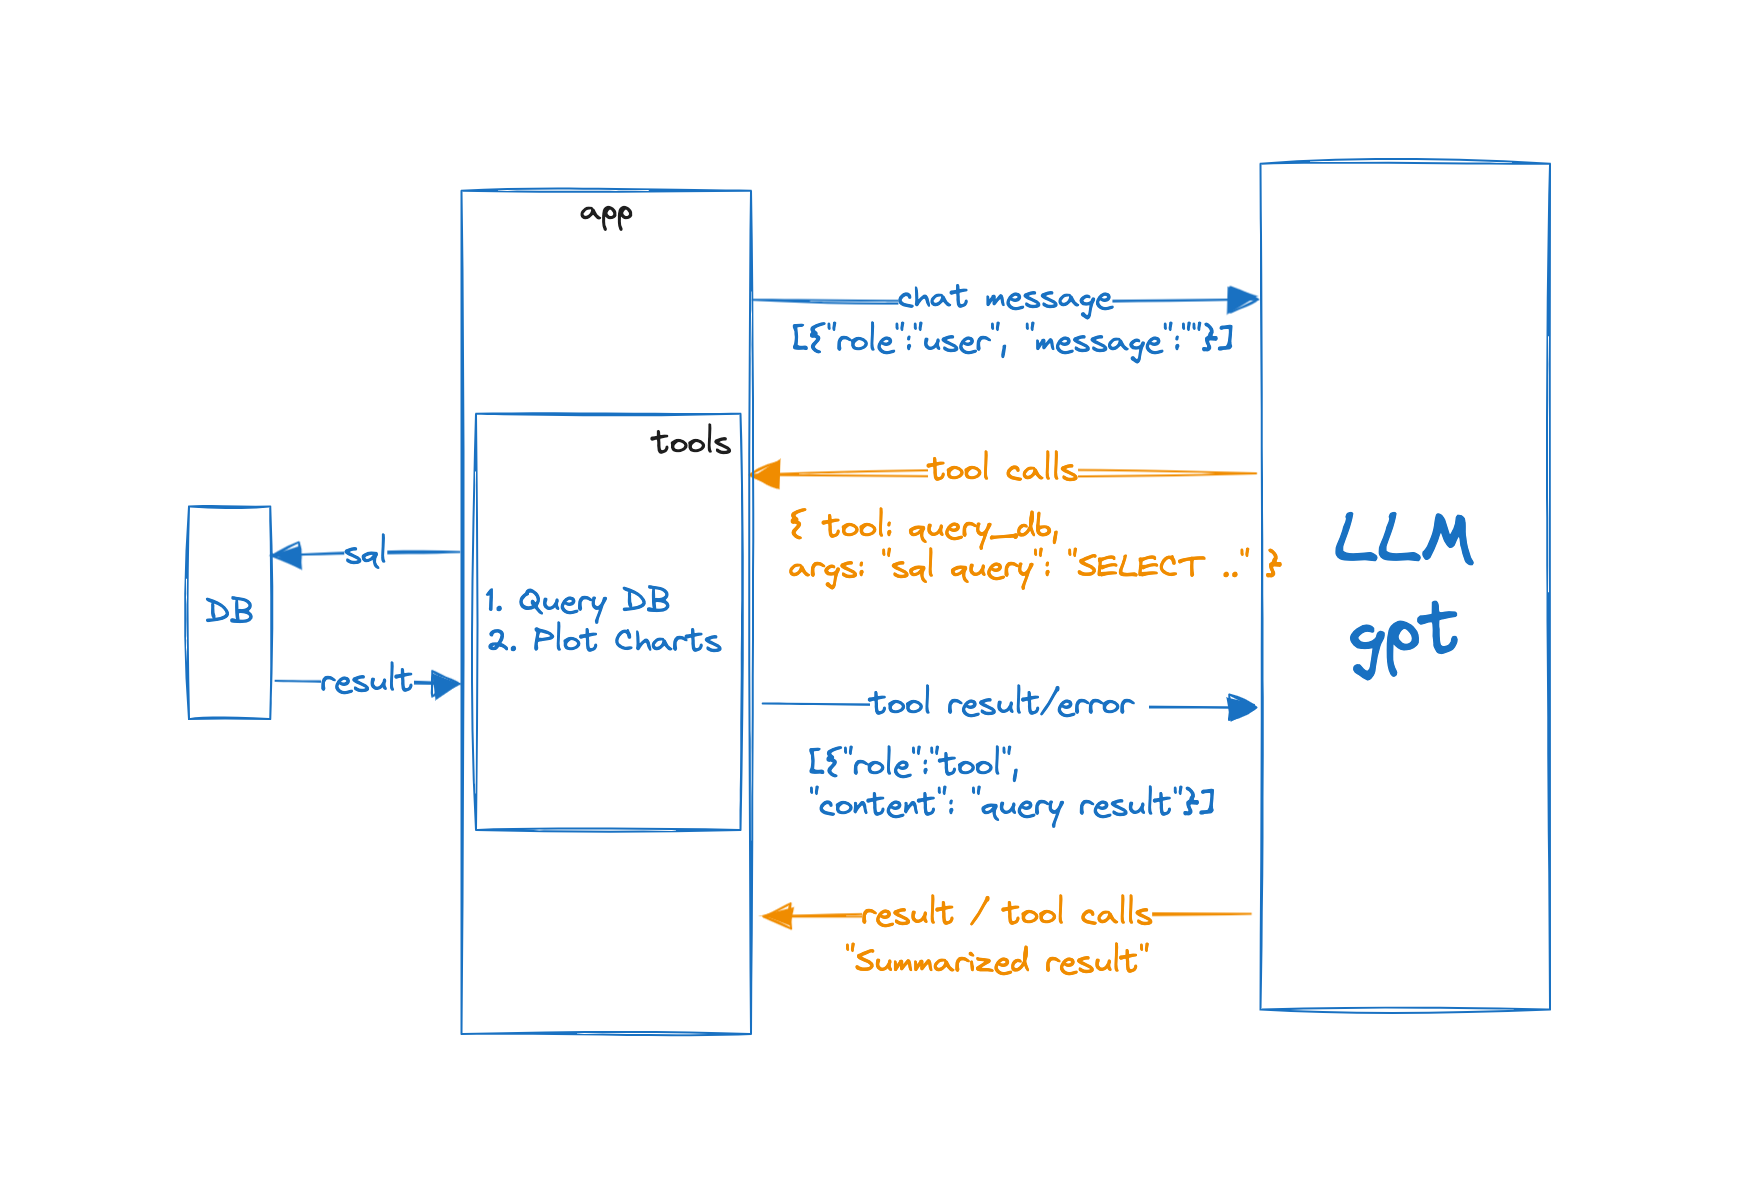 app
chat message
[{"role":"user", "message":""}]
tools
tool calls
{ tool: query_db,
args: "sql query": "SELECT .." }
sql
DB
result
1. Query DB
2. Plot Charts
LLM
gpt
tool result/error
[{"role":"tool",
"content": "query result"}]
result / tool calls
"Summarized result"